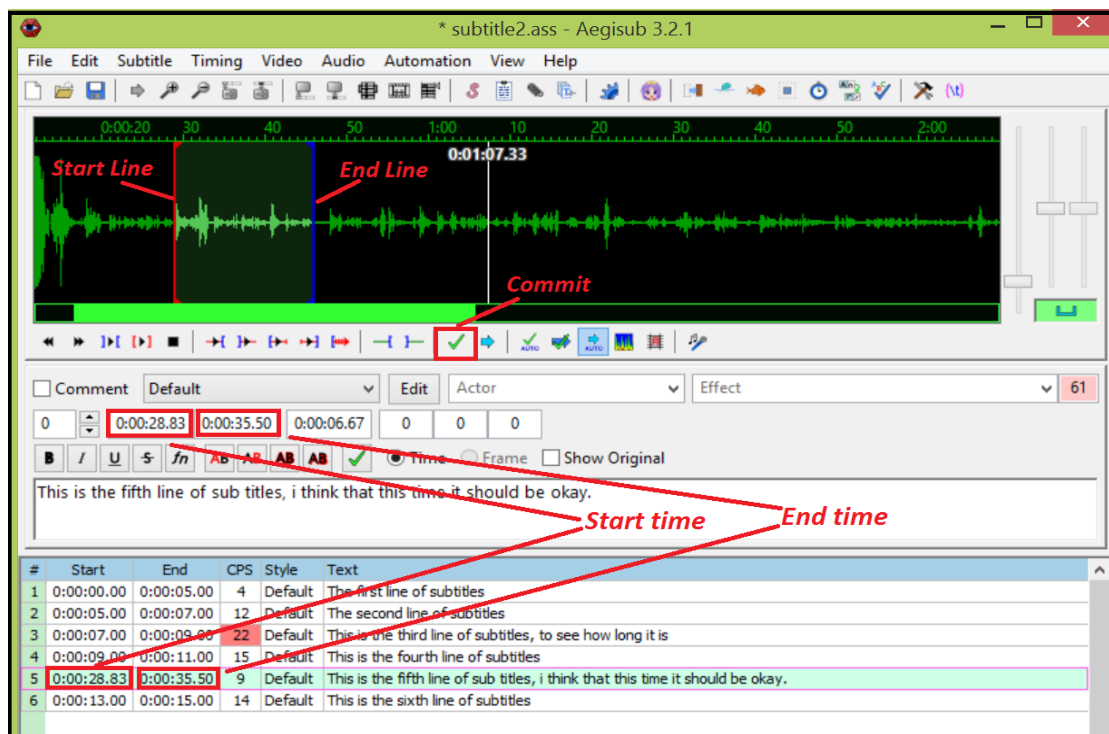 * subtitle2.ass - Aegisub 3.2.1
File Edit Subtitle Timing Video Audio Automation View Help
0:00:20 30 40 50 1:00 10 20 30 40 50 2:00
0:01:07.33
Start Line
End Line
Commit
AUTO AUTO
Comment Default Edit Actor Effect 61
0 0:00:28.83 0:00:35.50 0:00:06.67 0 0 0
B I U S fn AB AB AB AB Time Frame Show Original
This is the fifth line of sub titles, i think that this time it should be okay.
Start time
End time
# Start End CPS Style Text
1 0:00:00.00 0:00:05.00 4 Default The first line of subtitles
2 0:00:05.00 0:00:07.00 12 Default The second line of subtitles
3 0:00:07.00 0:00:09.00 22 Default This is the third line of subtitles, to see how long it is
4 0:00:09.00 0:00:11.00 15 Default This is the fourth line of subtitles
5 0:00:28.83 0:00:35.50 9 Default This is the fifth line of sub titles, i think that this time it should be okay.
6 0:00:13.00 0:00:15.00 14 Default This is the sixth line of subtitles